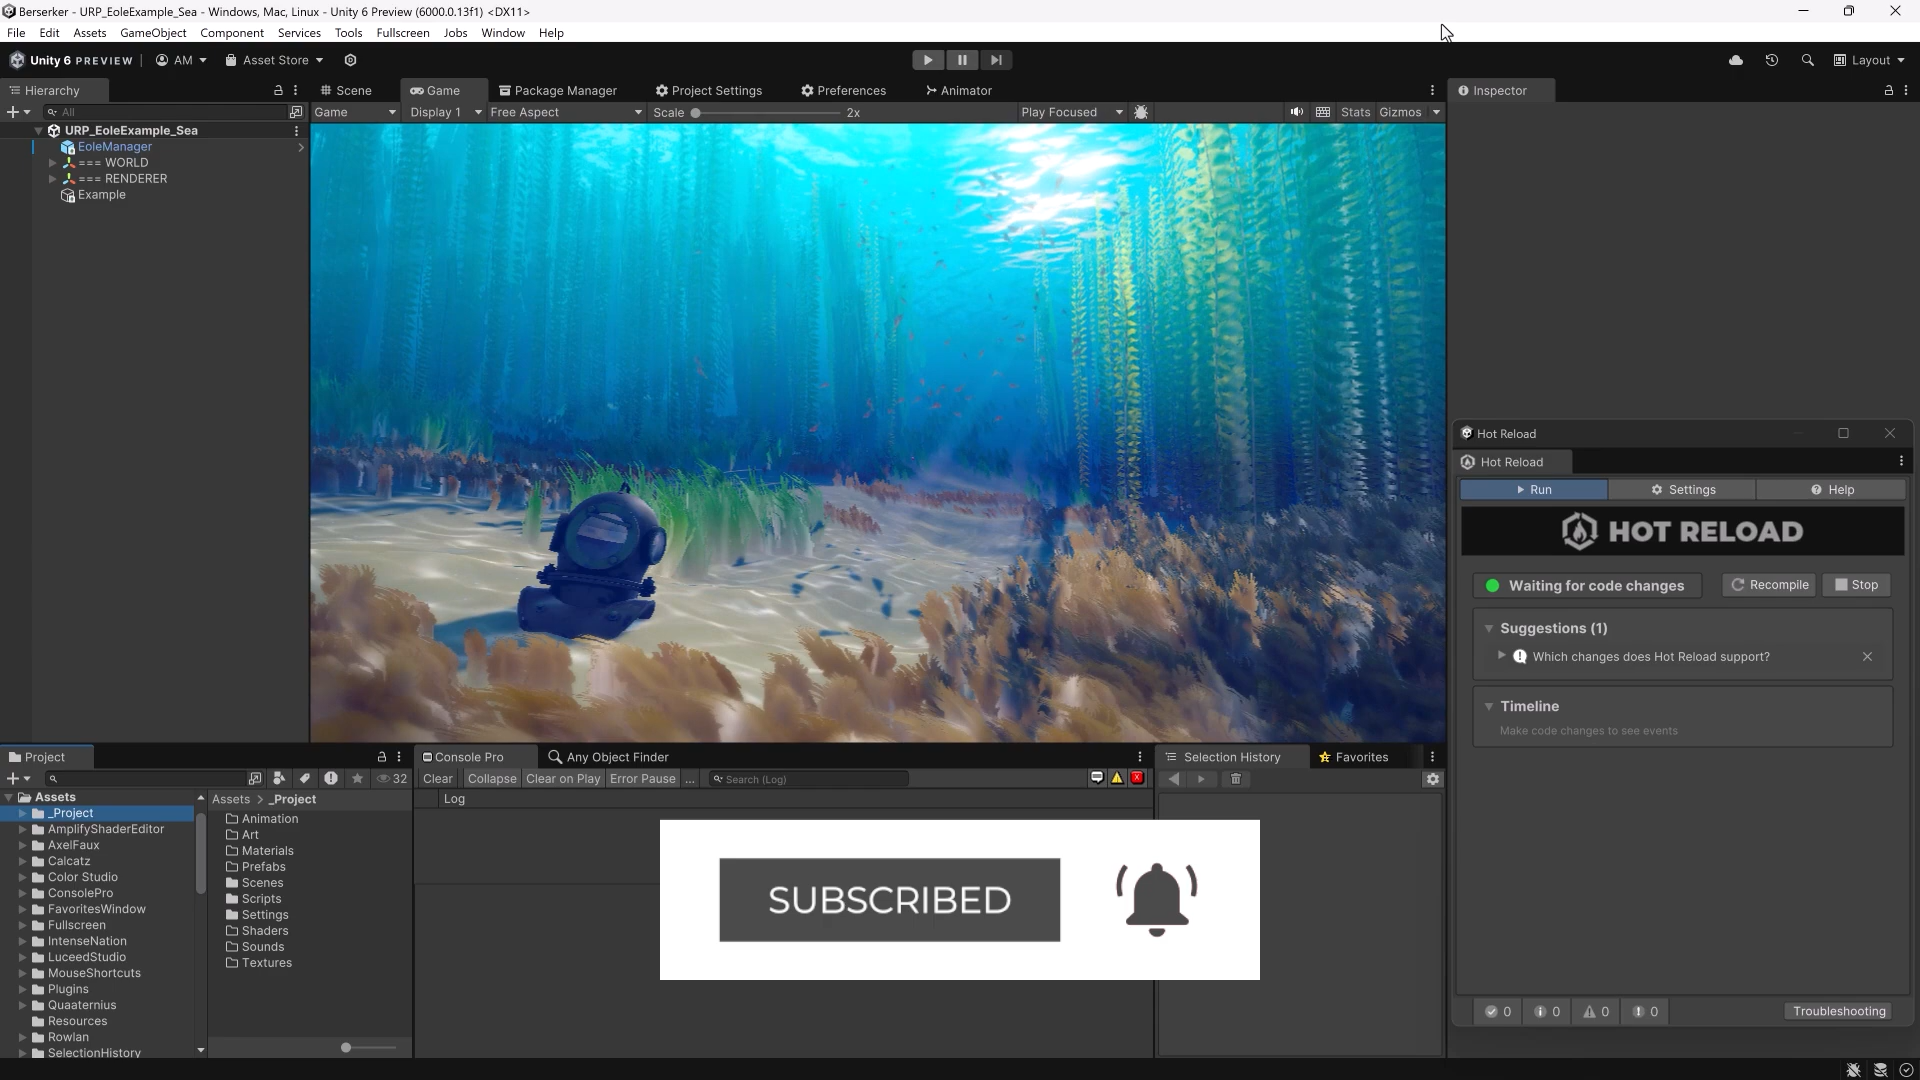 Berserker - URP_EoleExample_Sea - Windows, Mac, Linux - Unity 6 Preview (6000.0.13f1) <DX11>
File Edit Assets GameObject Component Services Tools Fullscreen Jobs Window Help
Unity 6 PREVIEW AM Asset Store Layout
Hierarchy Scene Game Package Manager Project Settings Preferences Animator Inspector
All Game Display 1 Free Aspect Scale 2x Play Focused Stats Gizmos
URP_EoleExample_Sea
EoleManager
=== WORLD
=== RENDERER
Example
Hot Reload
Hot Reload
Run Settings Help
HOT RELOAD
Waiting for code changes Recompile Stop
Suggestions (1)
Which changes does Hot Reload support?
Timeline
Make code changes to see events
0 0 0 0 Troubleshooting
Project
32
Assets
_Project
AmplifyShaderEditor
AxelFaux
Calcatz
Color Studio
ConsolePro
FavoritesWindow
Fullscreen
IntenseNation
LuceedStudio
MouseShortcuts
Plugins
Quaaternius
Resources
Rowlan
SelectionHistory
Assets > _Project
Animation
Art
Materials
Prefabs
Scenes
Scripts
Settings
Shaders
Sounds
Textures
Console Pro Any Object Finder
Clear Collapse Clear on Play Error Pause ... Search (Log)
Log
Selection History Favorites
SUBSCRIBED